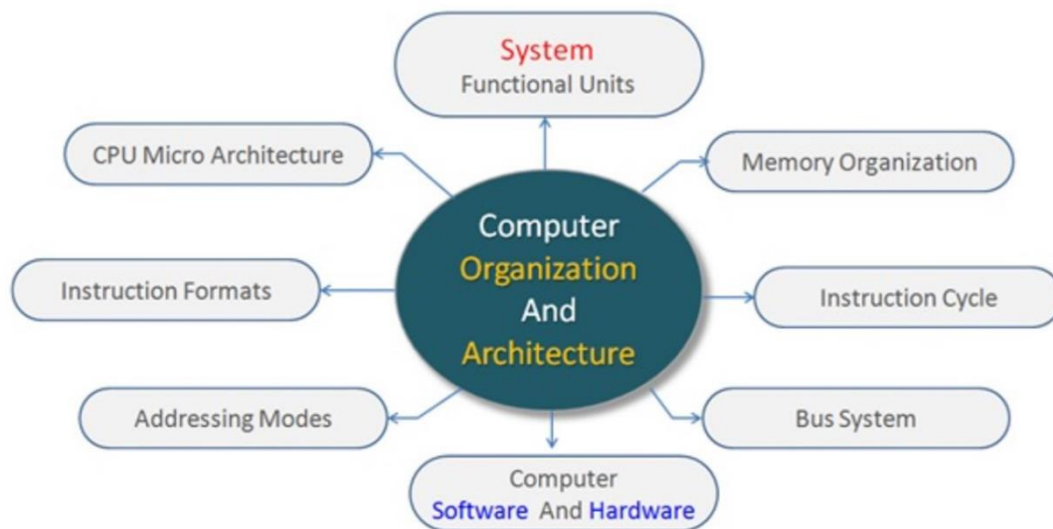 System
Functional Units
CPU Micro Architecture
Memory Organization
Computer
Organization
And
Architecture
Instruction Formats
Instruction Cycle
Addressing Modes
Bus System
Computer
Software And Hardware